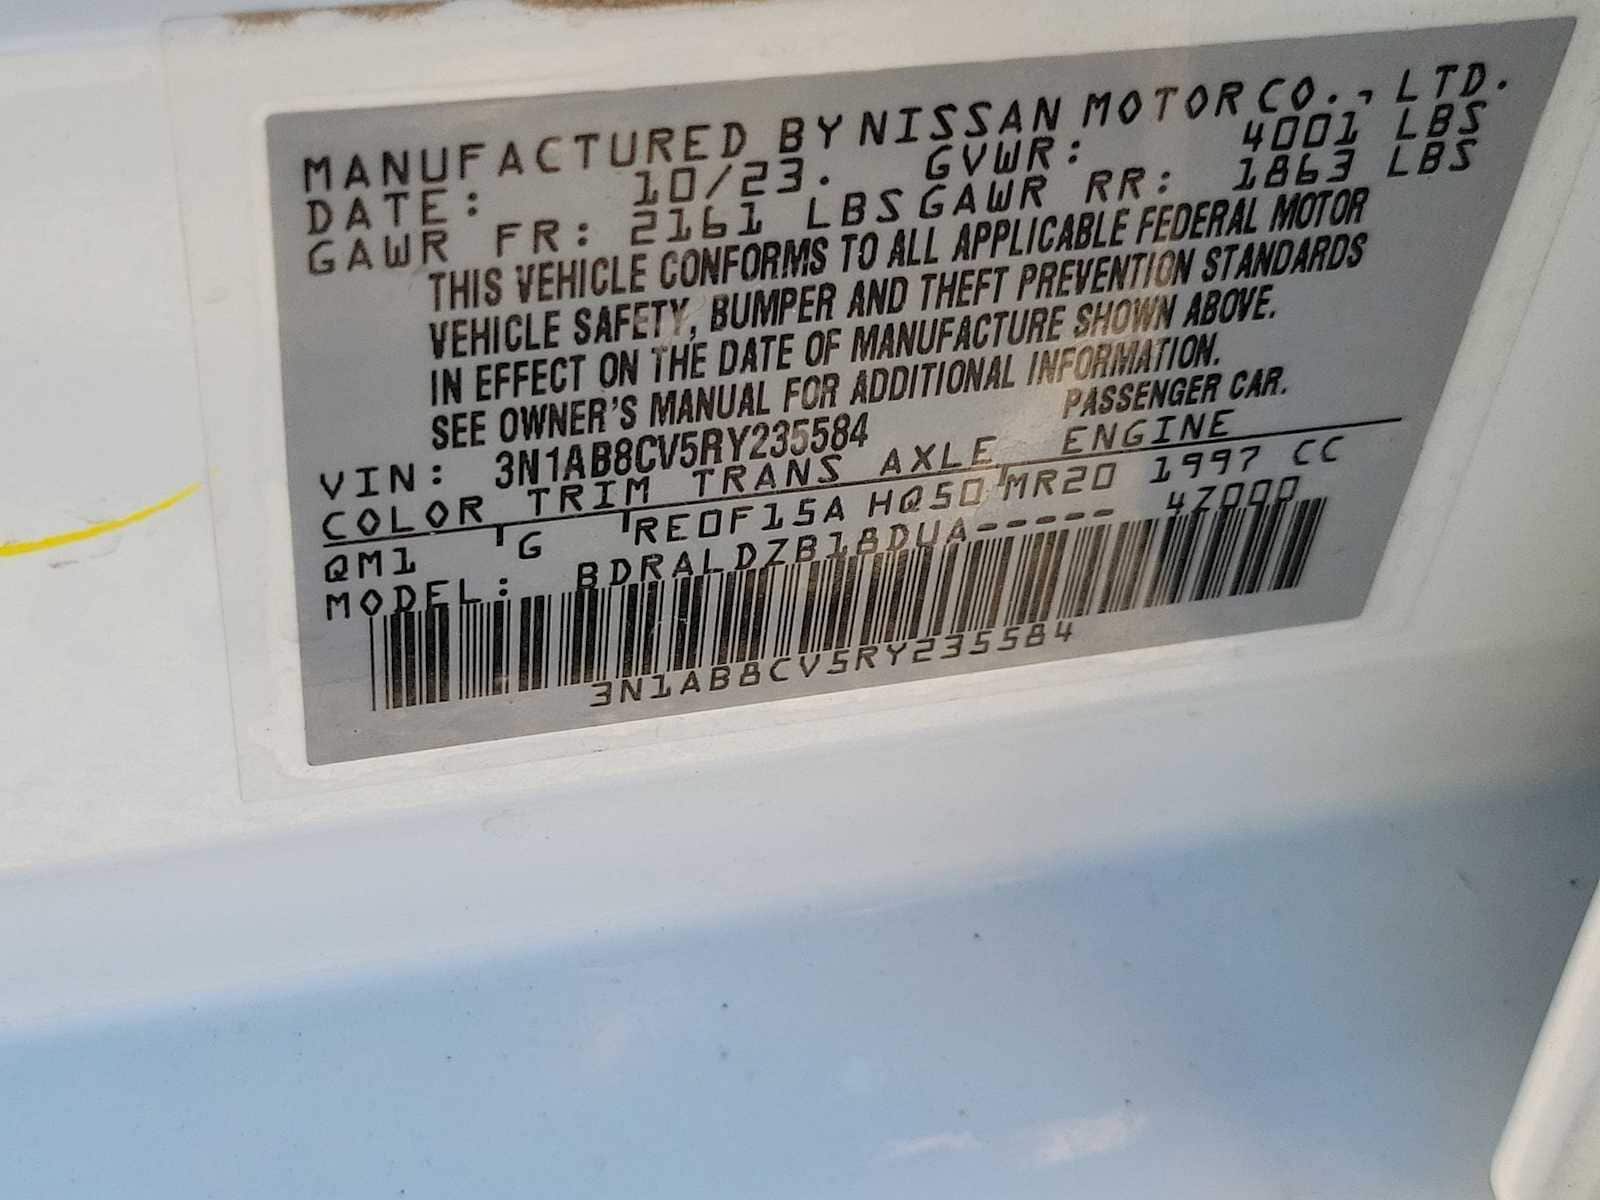 MANUFACTURED BY NISSAN MOTOR CO., LTD.
DATE: 10/23. GVWR: 4001 LBS
GAWR FR: 2161 LBS GAWR RR: 1863 LBS
THIS VEHICLE CONFORMS TO ALL APPLICABLE FEDERAL MOTOR
VEHICLE SAFETY, BUMPER AND THEFT PREVENTION STANDARDS
IN EFFECT ON THE DATE OF MANUFACTURE SHOWN ABOVE.
SEE OWNER'S MANUAL FOR ADDITIONAL INFORMATION.
VIN: 3N1AB8CV5RY235584 PASSENGER CAR.
COLOR TRIM TRANS AXLE ENGINE
QM1 G RE0F15A HQ50 MR20 1997 CC
MODEL: BDRALDZB18DUA----- 4Z000
3N1AB8CV5RY235584